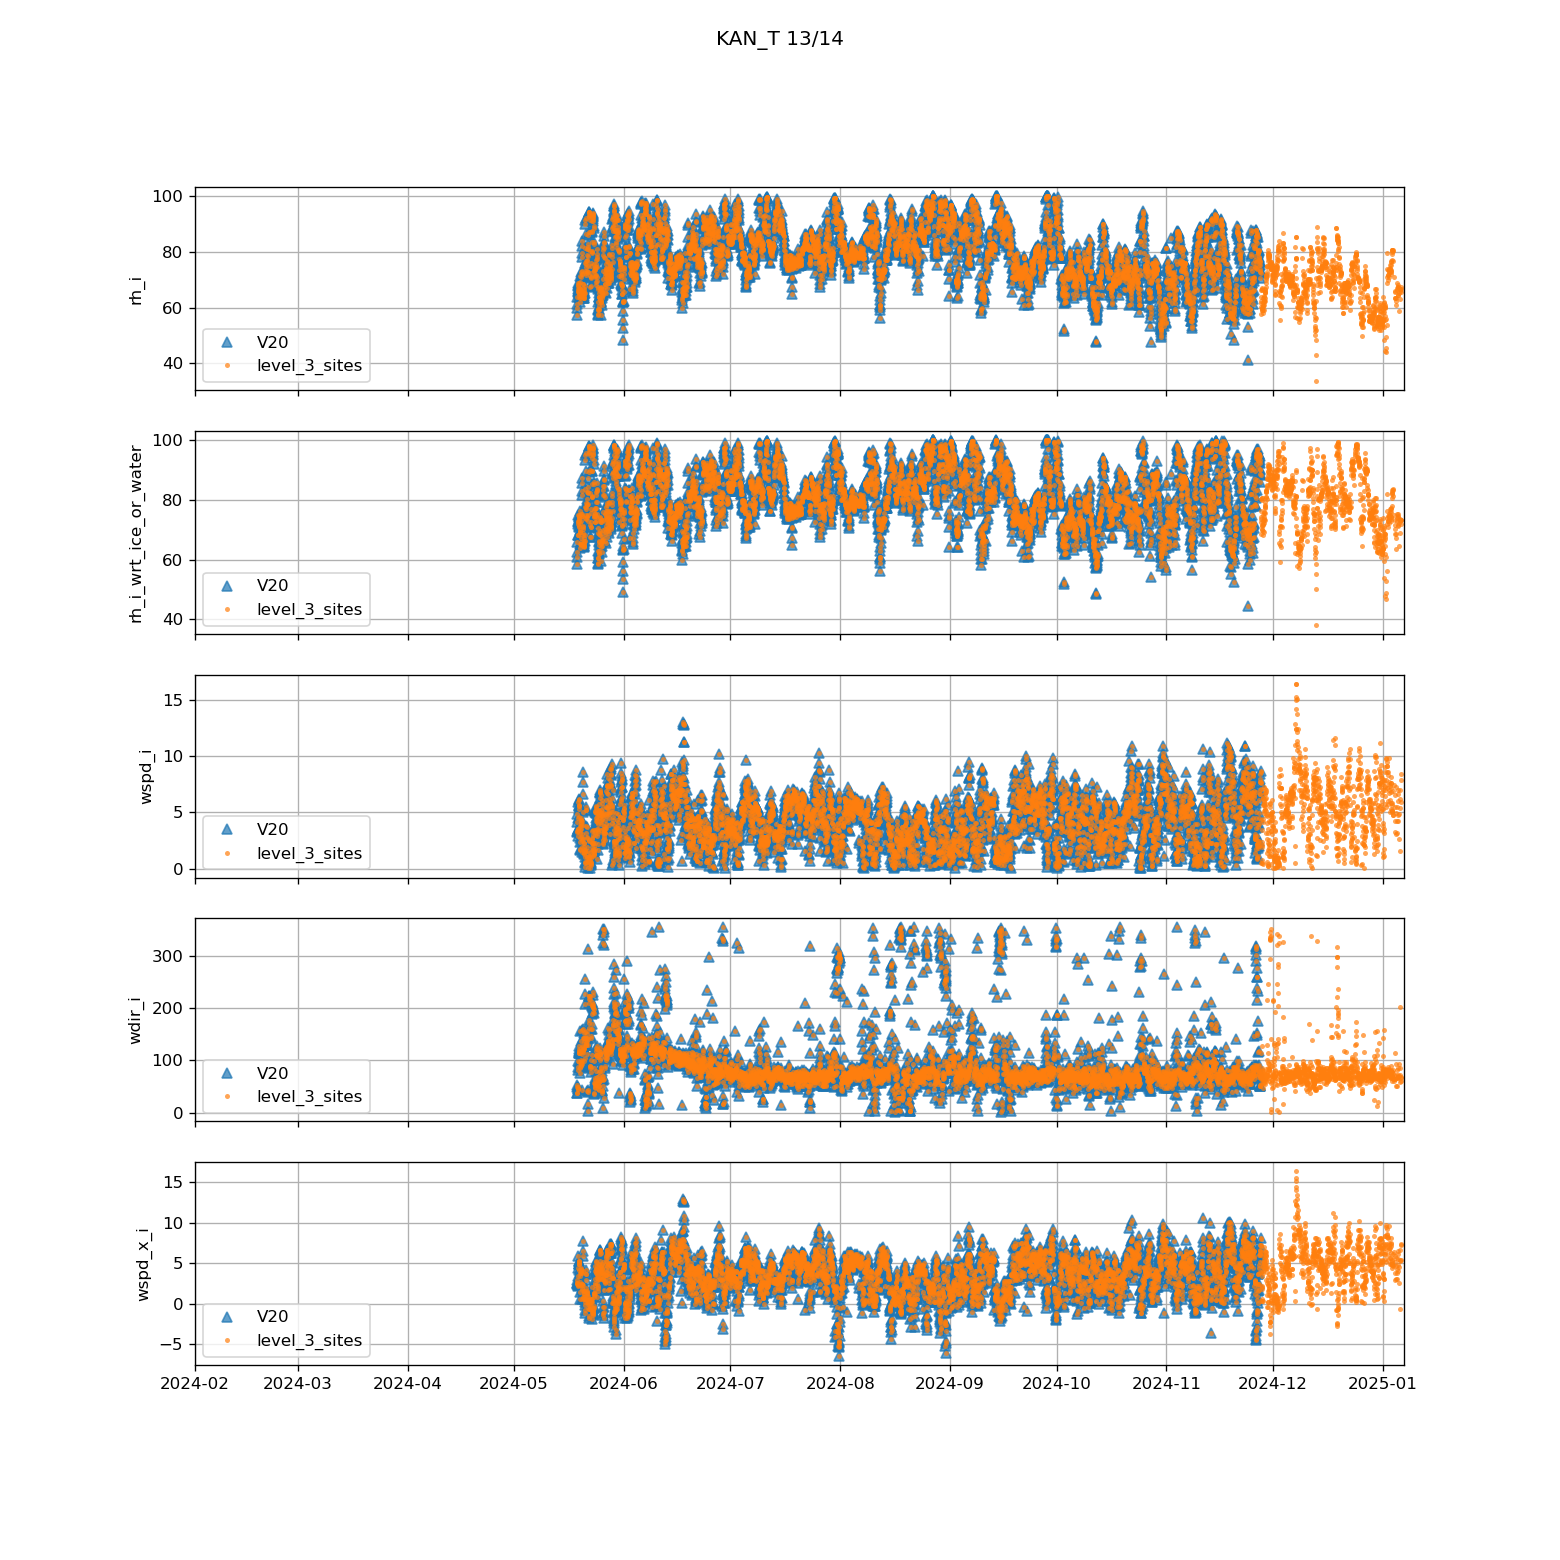 KAN_T 13/14
100
80
60
40
rh_i
V20
level_3_sites
100
80
60
40
rh_i_wrt_ice_or_water
V20
level_3_sites
15
10
5
0
wspd_i
V20
level_3_sites
300
200
100
0
wdir_i
V20
level_3_sites
15
10
5
0
−5
wspd_x_i
V20
level_3_sites
2024-02 2024-03 2024-04 2024-05 2024-06 2024-07 2024-08 2024-09 2024-10 2024-11 2024-12 2025-01